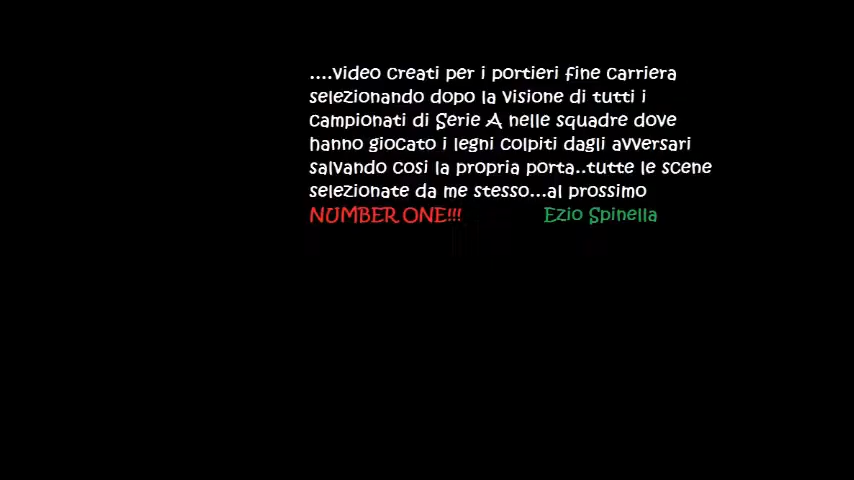 ....Video creati per i portieri fine carriera
selezionando dopo la visione di tutti i
campionati di Serie A nelle squadre dove
hanno giocato i legni colpiti dagli avversari
salvando cosi la propria porta..tutte le scene
selezionate da me stesso...al prossimo
NUMBER ONE!!! Ezio Spinella